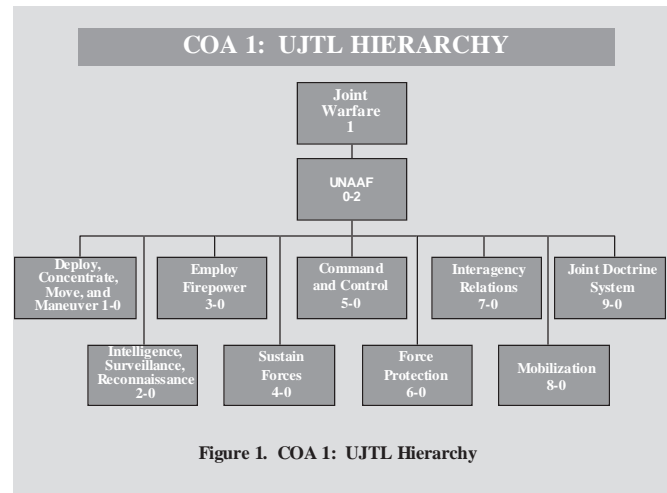 COA 1: UJTL HIERARCHY
Joint
Warfare
1
UNAAF
0-2
Deploy,
Concentrate,
Move, and
Maneuver 1-0
Employ
Firepower
3-0
Command
and Control
5-0
Interagency
Relations
7-0
Joint Doctrine
System
9-0
Intelligence,
Surveillance,
Reconnaissance
2-0
Sustain
Forces
4-0
Force
Protection
6-0
Mobilization
8-0
Figure 1. COA 1: UJTL Hierarchy